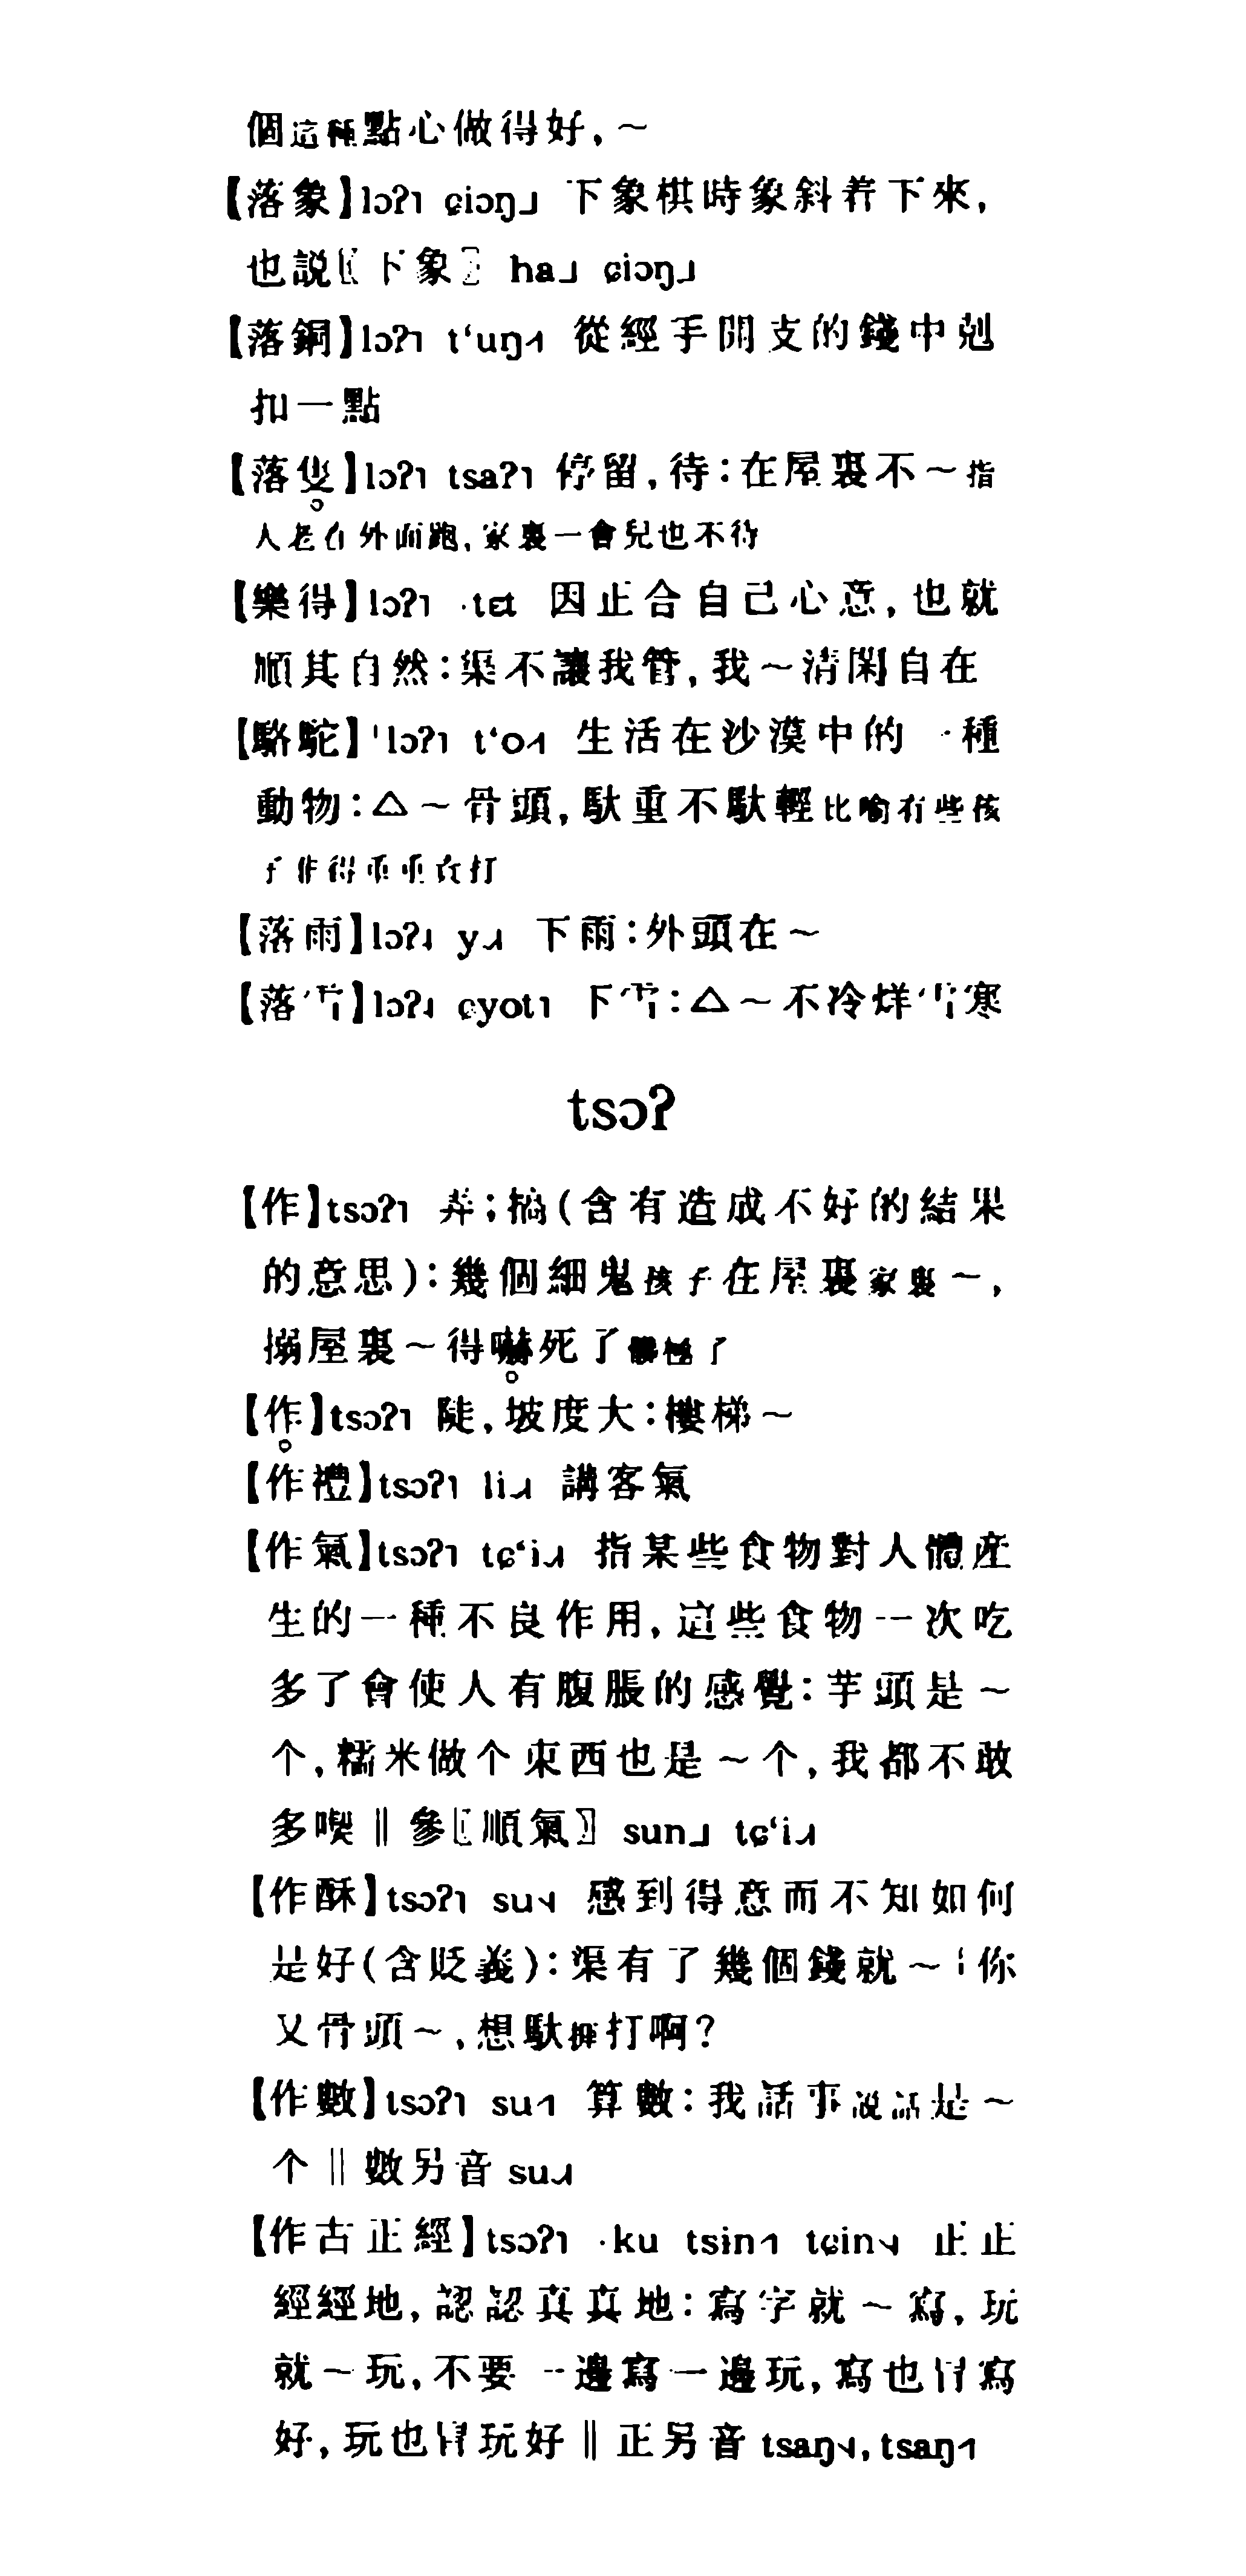 個這種點心做得好，～
【落象】lɔʔ˥ ɕiɔŋ˩ 下象棋時象斜着下來，
也説〖下象〗 ha˩ ɕiɔŋ˩
【落銅】lɔʔ˥ t‘uŋ˧˥ 從經手開支的錢中剋
扣一點
【落隻】lɔʔ˥ tsaʔ˥ 停留，待：在屋裏不～指
人老在外面跑，家裏一會兒也不待
【樂得】lɔʔ˥ ·tɛt 因正合自己心意，也就
順其自然：渠不讓我管，我～清閑自在
【駱駝】lɔʔ˥ t‘o˧˥ 生活在沙漠中的一種
動物：△～骨頭，馱重不馱輕比喻有些孩
子非得重重敲打
【落雨】lɔʔ˨ y˨˩˧ 下雨：外頭在～
【落雪】lɔʔ˨ ɕyot˥ 下雪：△～不冷烊雪寒
tsɔʔ
【作】tsɔʔ˥ 弄；搞（含有造成不好的結果
的意思）：幾個細鬼孩子在屋裏家裏～，
搦屋裏～得嚇死了髒極了
【作】tsɔʔ˥ 陡，坡度大：樓梯～
【作禮】tsɔʔ˥ li˨˩˧ 講客氣
【作氣】tsɔʔ˥ tɕ‘i˨˩˧ 指某些食物對人體産
生的一種不良作用，這些食物一次吃
多了會使人有腹脹的感覺：芋頭是～
个，糯米做个東西也是～个，我都不敢
多喫‖參〖順氣〗 sun˩ tɕ‘i˨˩˧
【作酥】tsɔʔ˥ su˦˨ 感到得意而不知如何
是好（含貶義）：渠有了幾個錢就～｜你
又骨頭～，想馱挨打啊？
【作數】tsɔʔ˥ su˧˥ 算數：我話事説話是～
个‖數另音 su˨˩˧
【作古正經】tsɔʔ˥ ·ku tsin˧˥ tɕin˦˨ 正正
經經地，認認真真地：寫字就～寫，玩
就～玩，不要一邊寫一邊玩，寫也冇寫
好，玩也冇玩好‖正另音 tsaŋ˦˨，tsaŋ˧˥